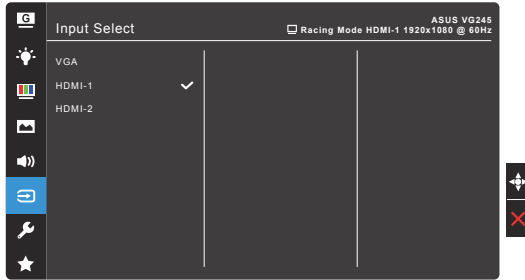 G
Input Select
ASUS VG245
Racing Mode HDMI-1 1920x1080 @ 60Hz
VGA
HDMI-1
HDMI-2